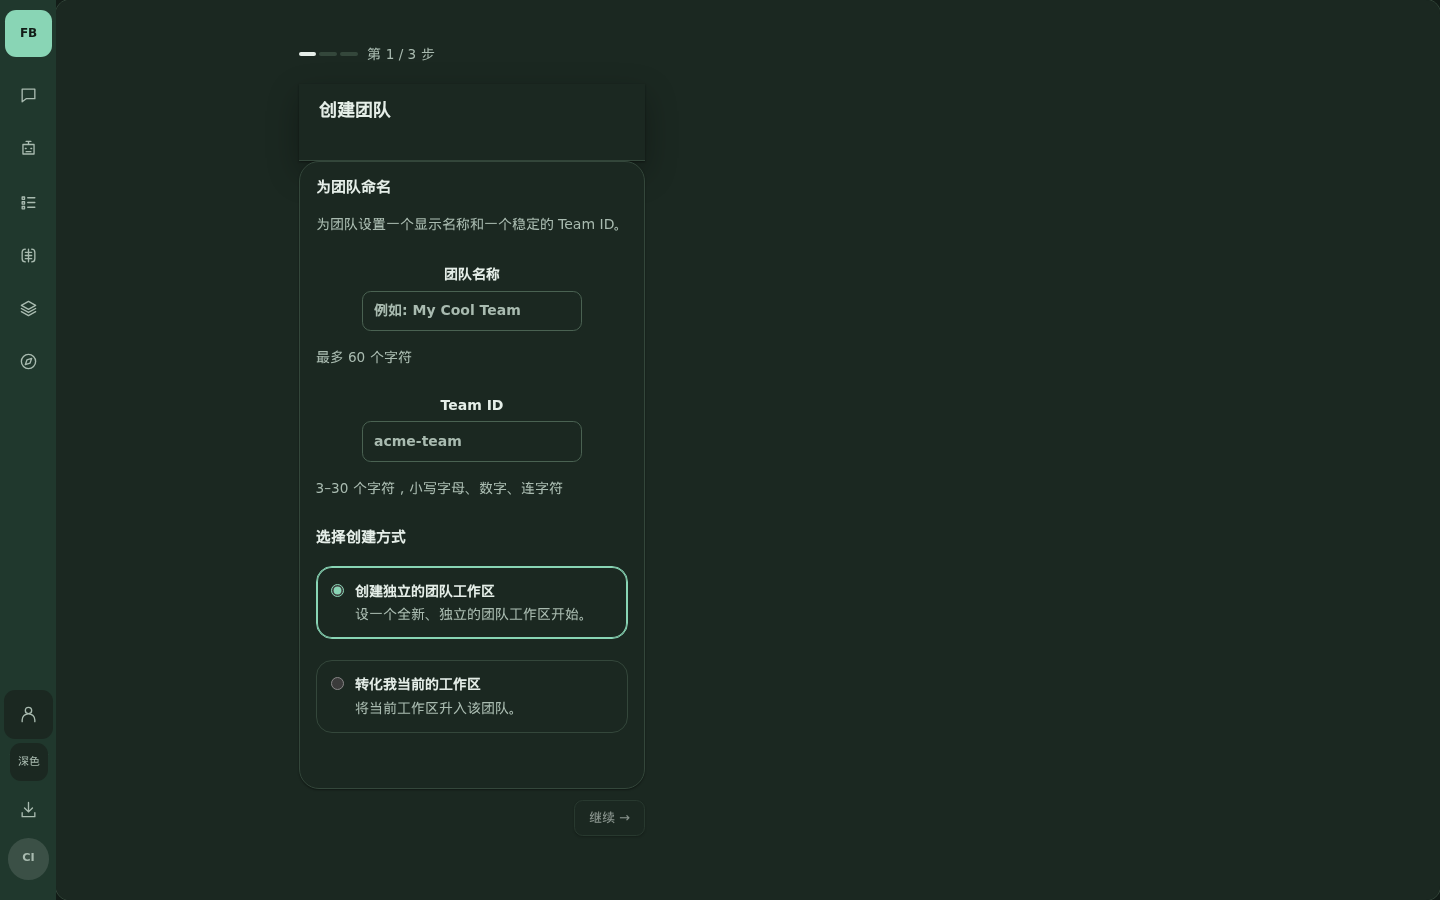 FB
第 1 / 3 步
创建团队
为团队命名
为团队设置一个显示名称和一个稳定的 Team ID。
团队名称
例如: My Cool Team
最多 60 个字符
Team ID
acme-team
3–30 个字符 , 小写字母、数字、连字符
选择创建方式
创建独立的团队工作区
设一个全新、独立的团队工作区开始。
转化我当前的工作区
将当前工作区升入该团队。
继续 →
深色
CI